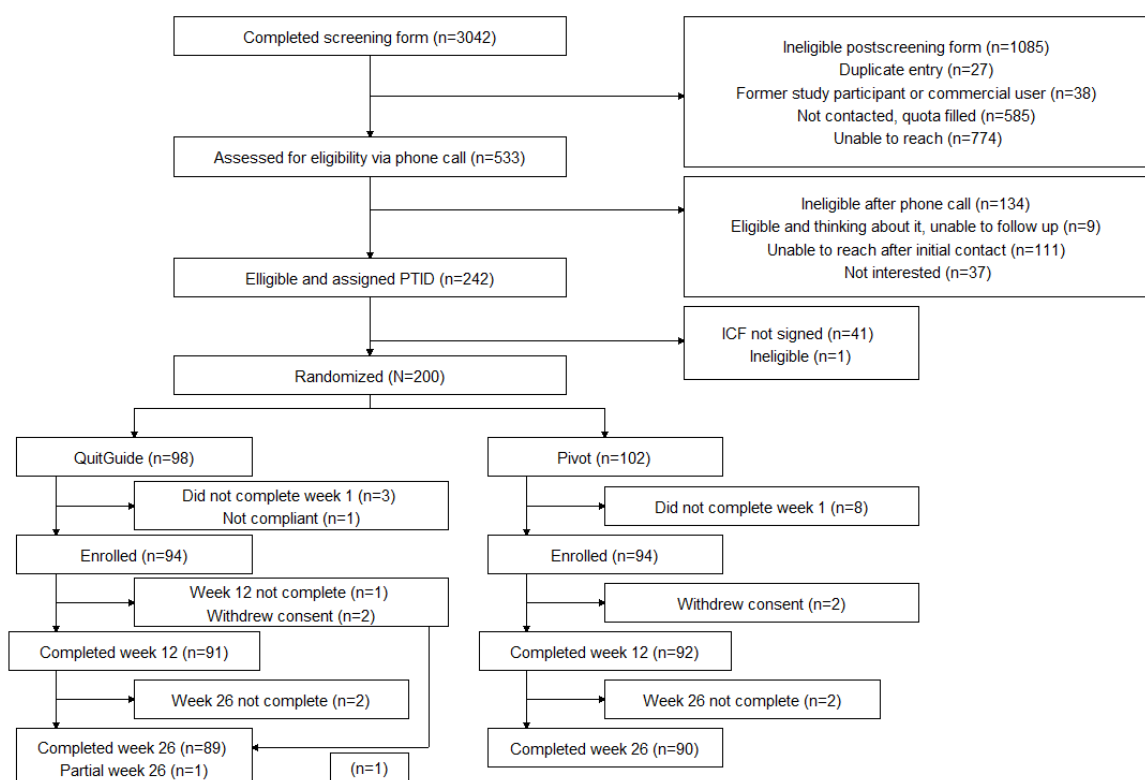 Completed screening form (n=3042)
Ineligible postscreening form (n=1085)
Duplicate entry (n=27)
Former study participant or commercial user (n=38)
Not contacted, quota filled (n=585)
Unable to reach (n=774)
Assessed for eligibility via phone call (n=533)
Ineligible after phone call (n=134)
Eligible and thinking about it, unable to follow up (n=9)
Unable to reach after initial contact (n=111)
Not interested (n=37)
Elligible and assigned PTID (n=242)
ICF not signed (n=41)
Ineligible (n=1)
Randomized (N=200)
QuitGuide (n=98)
Pivot (n=102)
Did not complete week 1 (n=3)
Not compliant (n=1)
Did not complete week 1 (n=8)
Enrolled (n=94)
Enrolled (n=94)
Week 12 not complete (n=1)
Withdrew consent (n=2)
Withdrew consent (n=2)
Completed week 12 (n=91)
Completed week 12 (n=92)
Week 26 not complete (n=2)
Week 26 not complete (n=2)
Completed week 26 (n=89)
Partial week 26 (n=1)
(n=1)
Completed week 26 (n=90)